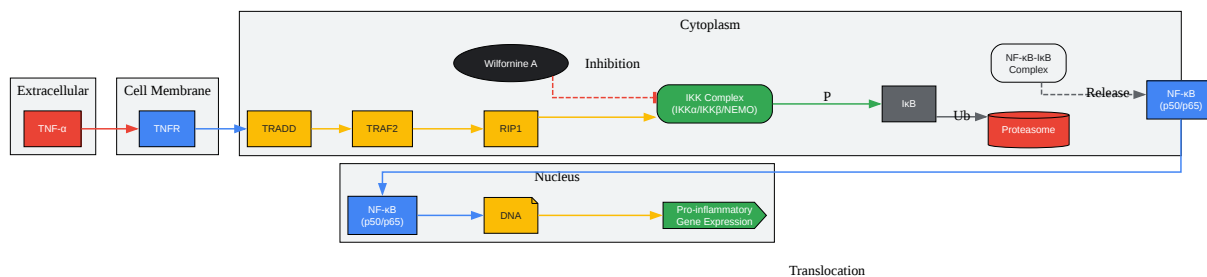 Cytoplasm
Extracellular
Cell Membrane
Wilfornine A
Inhibition
NF-κB-IκB
Complex
TNF-α
TNFR
TRADD
TRAF2
RIP1
IKK Complex
(IKKα/IKKβ/NEMO)
P
IκB
Ub
Proteasome
Release
NF-κB
(p50/p65)
Nucleus
NF-κB
(p50/p65)
DNA
Pro-inflammatory
Gene Expression
Translocation